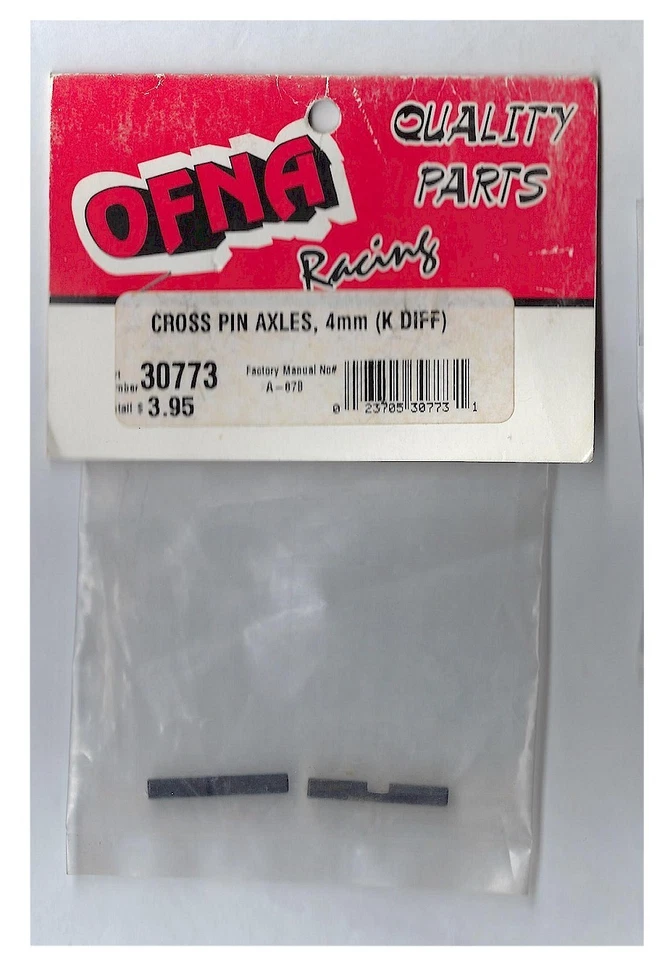 OFNA
Racing
QUALITY
PARTS
CROSS PIN AXLES, 4mm (K DIFF)
30773
$ 3.95
Factory Manual No#
A-87B
0 23705 30773 1